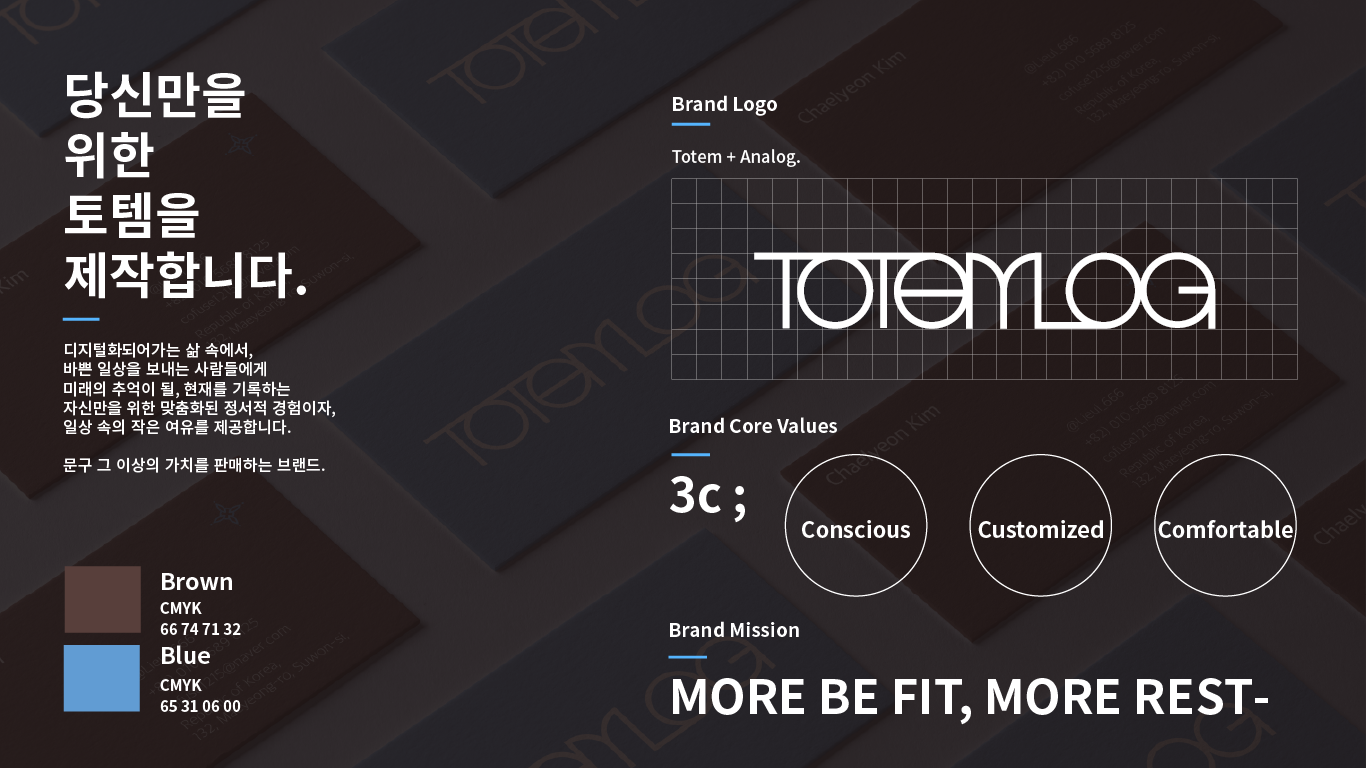 당신만을
위한
토템을
제작합니다.
디지털화되어가는 삶 속에서,
바쁜 일상을 보내는 사람들에게
미래의 추억이 될, 현재를 기록하는
자신만을 위한 맞춤화된 정서적 경험이자,
일상 속의 작은 여유를 제공합니다.
문구 그 이상의 가치를 판매하는 브랜드.
Brown
CMYK
66 74 71 32
Blue
CMYK
65 31 06 00
Brand Logo
Totem + Analog.
TOTEMLOG
Brand Core Values
3c ;
Conscious
Customized
Comfortable
Brand Mission
MORE BE FIT, MORE REST-
Chaelyeon Kim
TOTEMLOG
Chaelyeon Kim